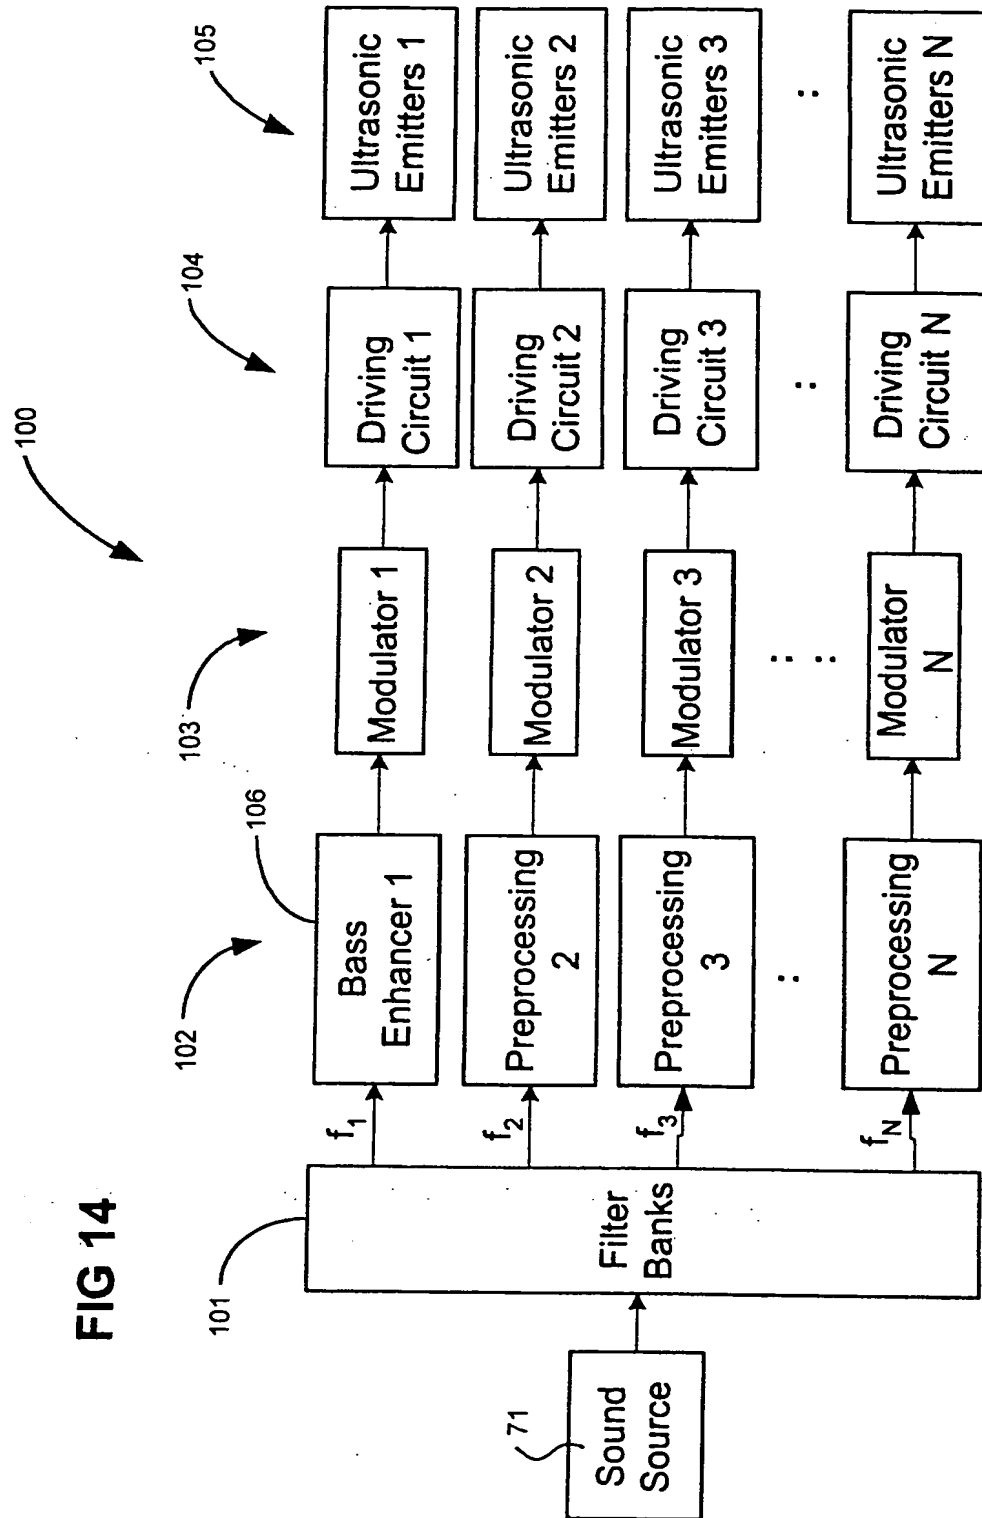 FIG 14
100
71
Sound
Source
101
Filter
Banks
f1
f2
f3
fN
102
106
Bass
Enhancer 1
Preprocessing
2
Preprocessing
3
:
Preprocessing
N
103
Modulator 1
Modulator 2
Modulator 3
: :
Modulator
N
104
Driving
Circuit 1
Driving
Circuit 2
Driving
Circuit 3
:
Driving
Circuit N
105
Ultrasonic
Emitters 1
Ultrasonic
Emitters 2
Ultrasonic
Emitters 3
:
Ultrasonic
Emitters N